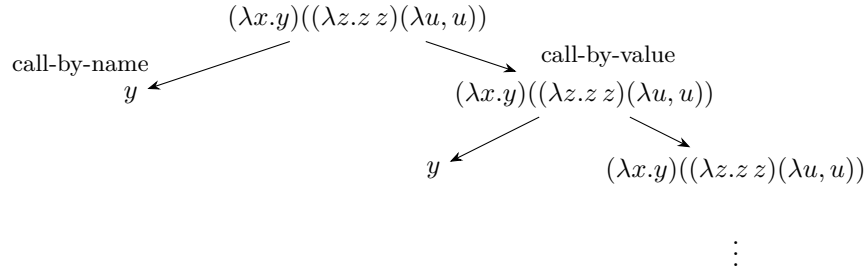 (λx.y)((λz.z z)(λu, u))
call-by-name
call-by-value
y
(λx.y)((λz.z z)(λu, u))
y
(λx.y)((λz.z z)(λu, u))
⋮